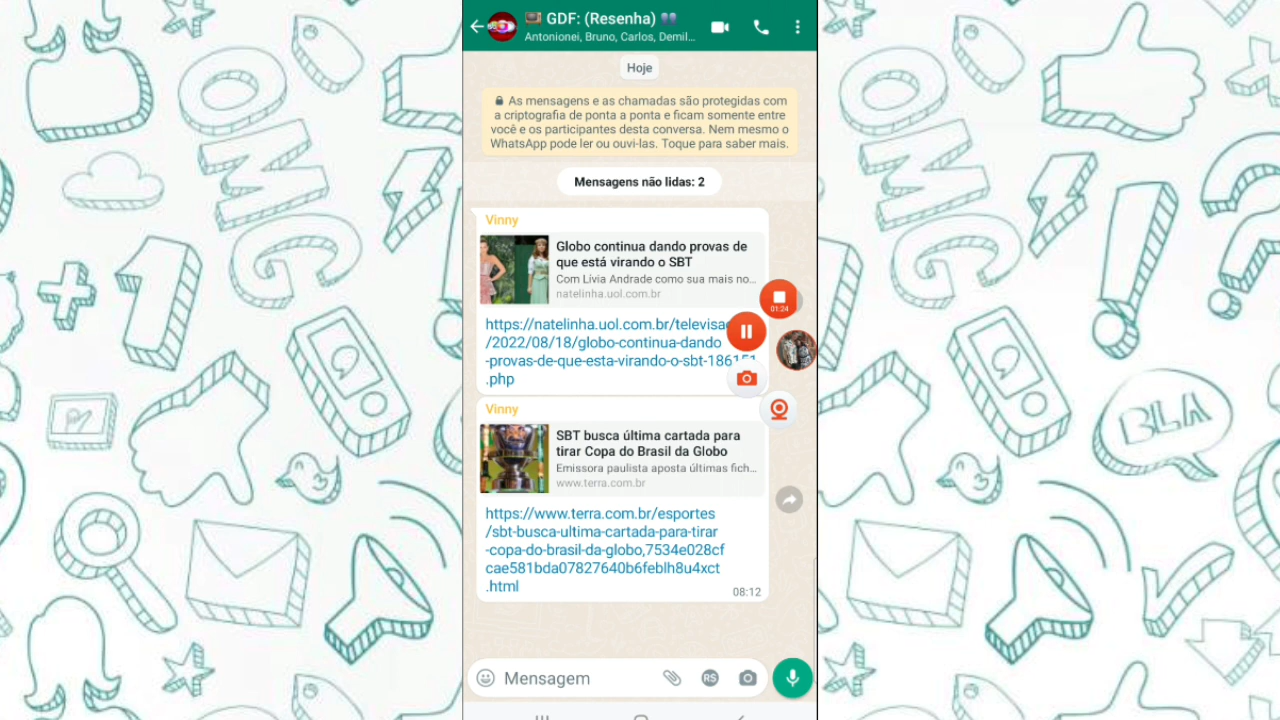 GDF: (Resenha)
Antonionei, Bruno, Carlos, Demil...
Hoje
As mensagens e as chamadas são protegidas com
a criptografia de ponta a ponta e ficam somente entre
você e os participantes desta conversa. Nem mesmo o
WhatsApp pode ler ou ouvi-las. Toque para saber mais.
Mensagens não lidas: 2
Vinny
Globo continua dando provas de
que está virando o SBT
Com Lívia Andrade como sua mais no...
natelinha.uol.com.br
https://natelinha.uol.com.br/televisao
/2022/08/18/globo-continua-dando
-provas-de-que-esta-virando-o-sbt-186151
.php
01:24
Vinny
SBT busca última cartada para
tirar Copa do Brasil da Globo
Emissora paulista aposta últimas fich...
www.terra.com.br
https://www.terra.com.br/esportes
/sbt-busca-ultima-cartada-para-tirar
-copa-do-brasil-da-globo,7534e028cf
cae581bda07827640b6feblh8u4xct
.html
08:12
Mensagem
R$
OMG
OMG
1
BLA